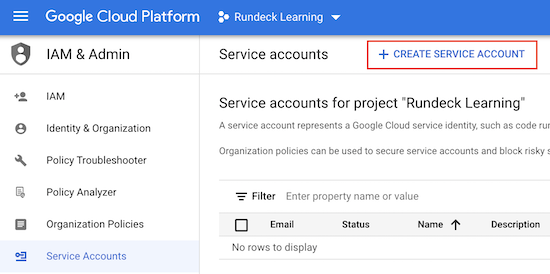 Google Cloud Platform
Rundeck Learning
IAM & Admin
Service accounts
+ CREATE SERVICE ACCOUNT
IAM
Identity & Organization
Policy Troubleshooter
Policy Analyzer
Organization Policies
Service Accounts
Service accounts for project "Rundeck Learning"
A service account represents a Google Cloud service identity, such as code run
Organization policies can be used to secure service accounts and block risky s
Filter Enter property name or value
Email Status Name Description
No rows to display